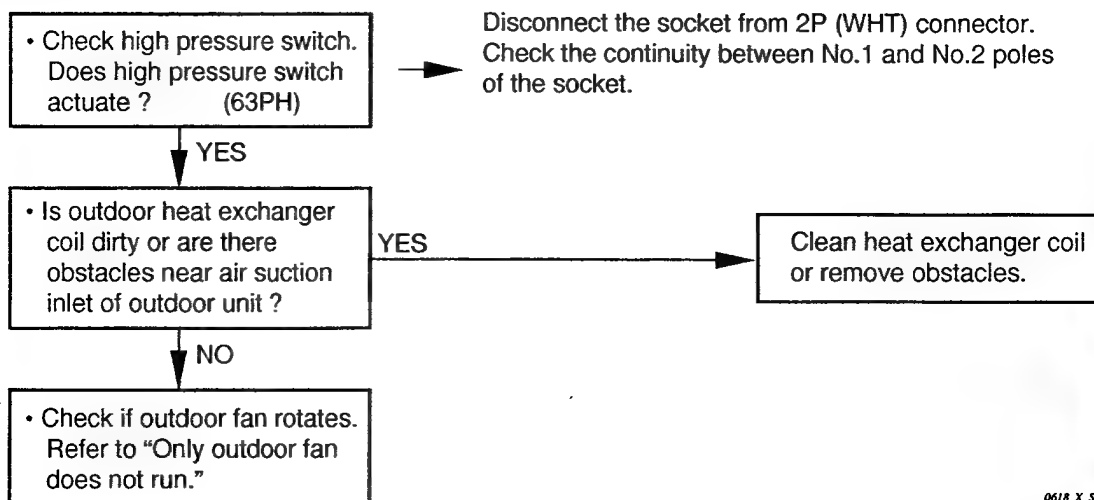 • Check high pressure switch.
Does high pressure switch
actuate ? (63PH)
Disconnect the socket from 2P (WHT) connector.
Check the continuity between No.1 and No.2 poles
of the socket.
YES
• Is outdoor heat exchanger
coil dirty or are there
obstacles near air suction
inlet of outdoor unit ?
YES
Clean heat exchanger coil
or remove obstacles.
NO
• Check if outdoor fan rotates.
Refer to “Only outdoor fan
does not run.”
0618 X S